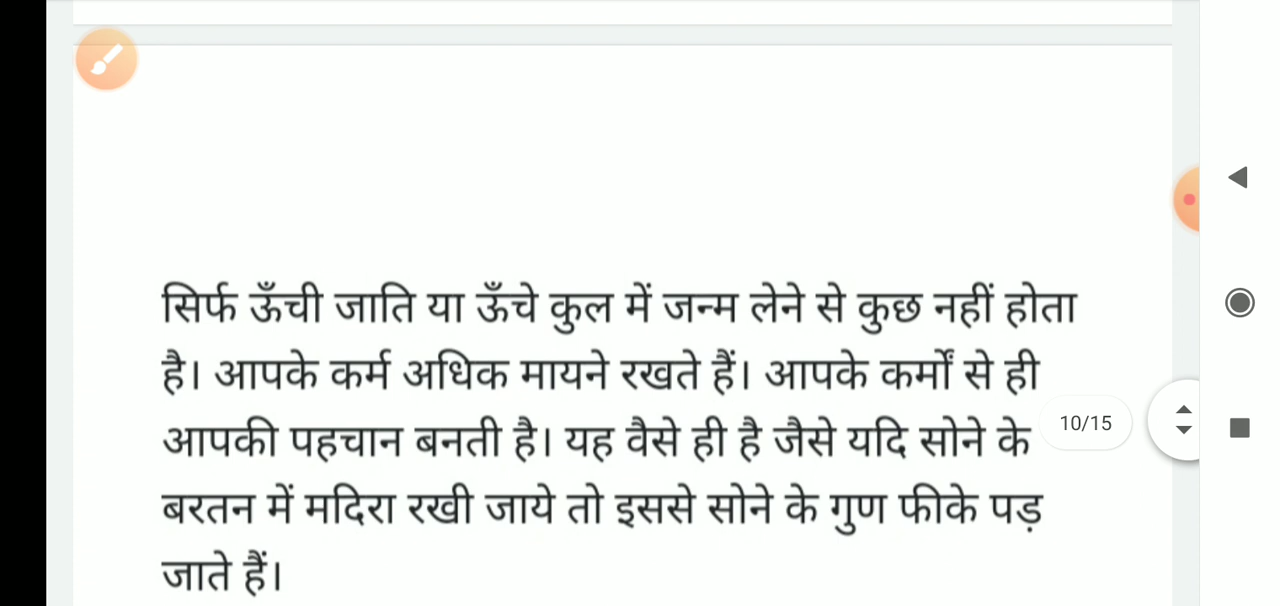 सिर्फ ऊँची जाति या ऊँचे कुल में जन्म लेने से कुछ नहीं होता
है। आपके कर्म अधिक मायने रखते हैं। आपके कर्मों से ही
आपकी पहचान बनती है। यह वैसे ही है जैसे यदि सोने के
10/15
बरतन में मदिरा रखी जाये तो इससे सोने के गुण फीके पड़
जाते हैं।